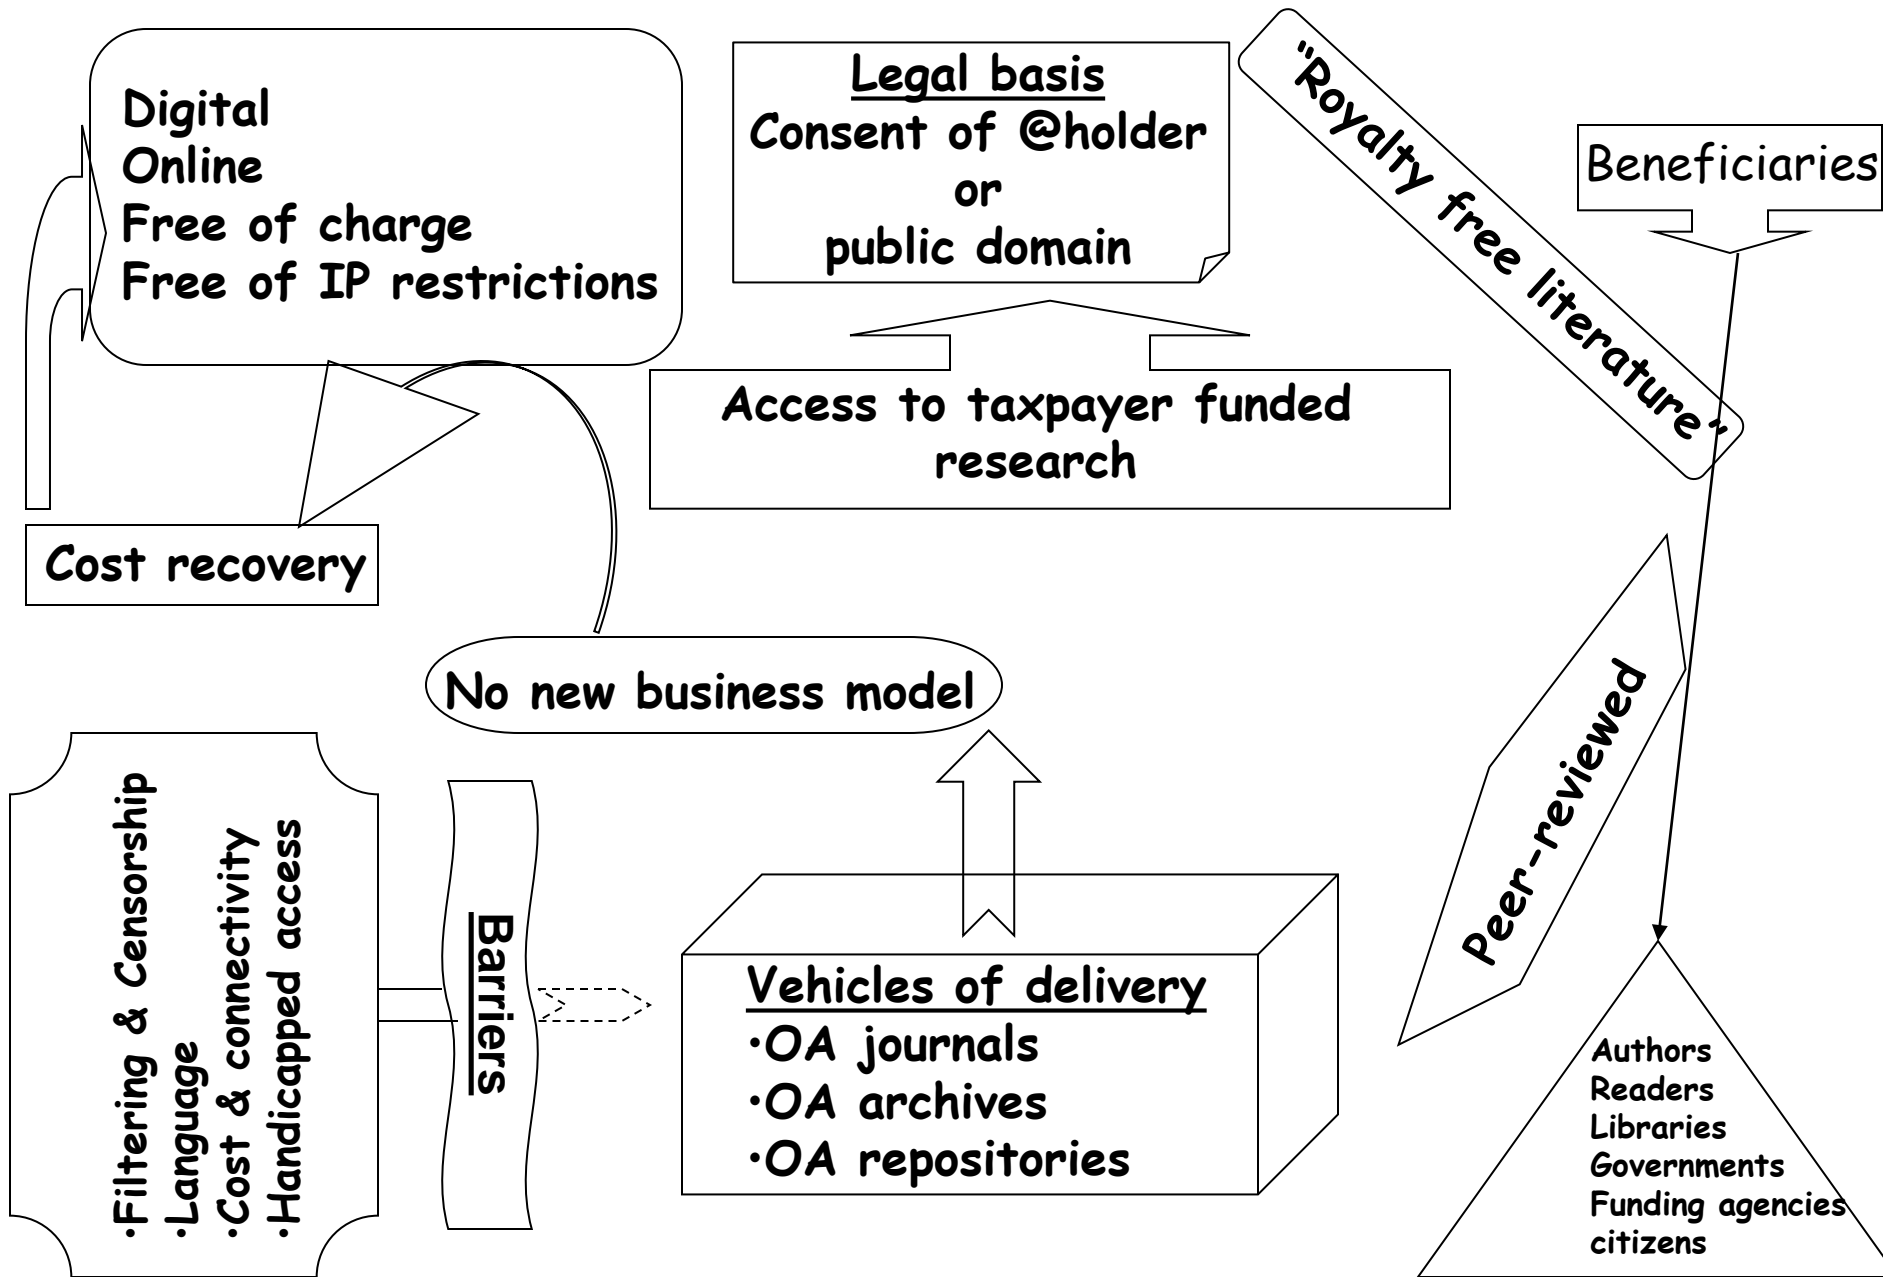 Digital
Online
Free of charge
Free of IP restrictions
Legal basis
Consent of @holder
or
public domain
"Royalty free literature"
Beneficiaries
Access to taxpayer funded
research
Cost recovery
No new business model
Peer-reviewed
•Filtering & Censorship
•Language
•Cost & connectivity
•Handicapped access
Barriers
Vehicles of delivery
•OA journals
•OA archives
•OA repositories
Authors
Readers
Libraries
Governments
Funding agencies
citizens